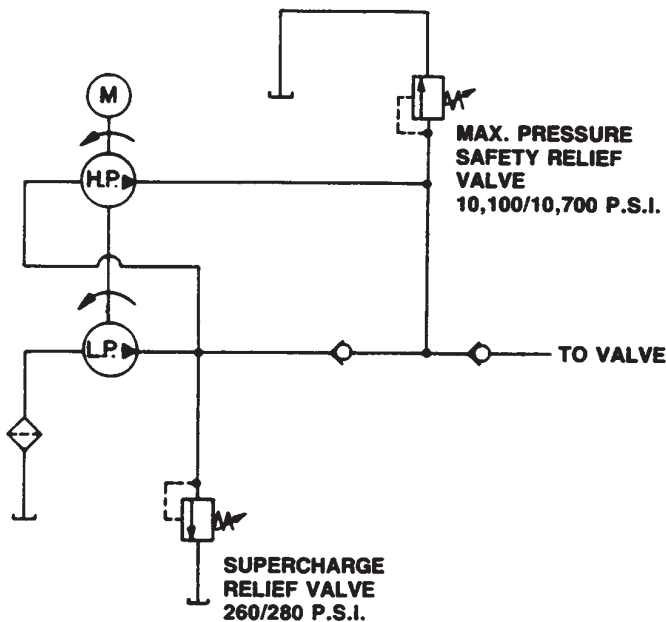 M
H.P.
MAX. PRESSURE
SAFETY RELIEF
VALVE
10,100/10,700 P.S.I.
L.P.
TO VALVE
SUPERCHARGE
RELIEF VALVE
260/280 P.S.I.